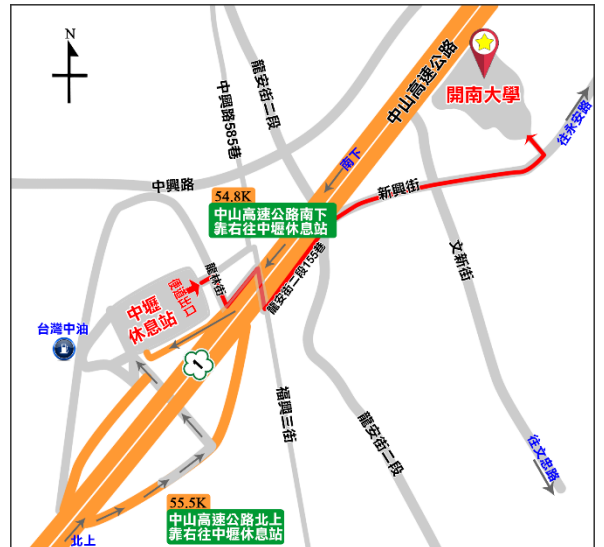 N
中山高速公路
開南大學
往永安路
龍安街二段
中興路585巷
南下
新興街
中興路
54.8K
中山高速公路南下
靠右往中壢休息站
文新街
龍安街二段155巷
龍林街
便道出口
中壢
休息站
台灣中油
1
福興三街
龍安街二段
往文忠路
55.5K
中山高速公路北上
靠右往中壢休息站
北上